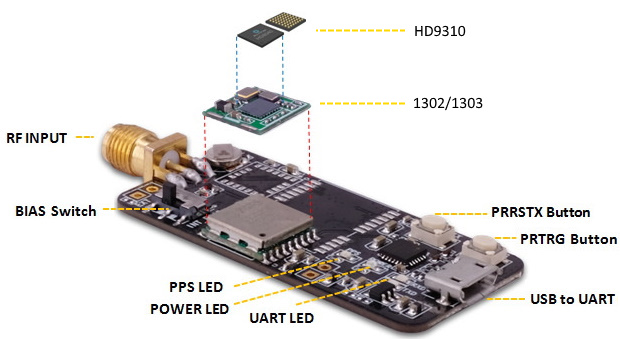 HD9310
1302/1303
RF INPUT
BIAS Switch
PRRSTX Button
PRTRG Button
PPS LED
POWER LED
UART LED
USB to UART